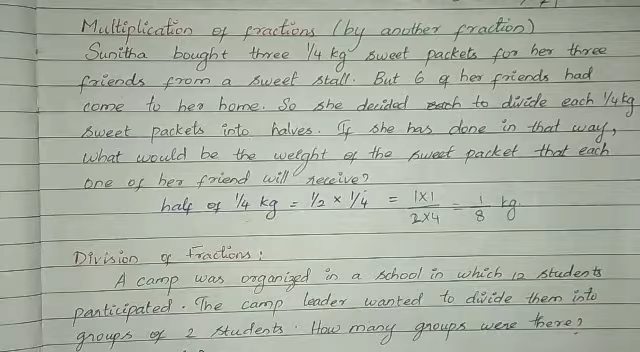 Multiplication of fractions (by another fraction)
Sunitha bought three 1/4 kg sweet packets for her three
friends from a sweet stall. But 6 of her friends had
come to her home. So she decided to divide each 1/4 kg
sweet packets into halves. If she has done in that way,
what would be the weight of the sweet packet that each
one of her friend will receive?
half of 1/4 kg = 1/2 × 1/4 = 1×1/2×4 = 1/8 kg.
Division of Fractions:
A camp was organized in a school in which 12 students
participated. The camp leader wanted to divide them into
groups of 2 students. How many groups were there?